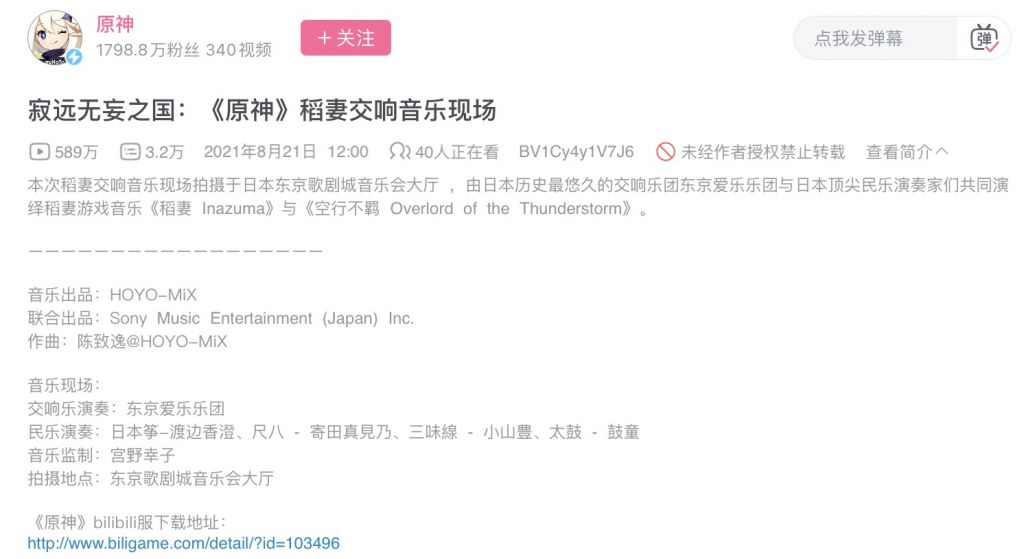 原神
1798.8万粉丝 340视频
+ 关注
点我发弹幕
弹
寂远无妄之国：《原神》稻妻交响音乐现场
589万 3.2万 2021年8月21日 12:00 40人正在看 BV1Cy4y1V7J6 未经作者授权禁止转载 查看简介
本次稻妻交响音乐现场拍摄于日本东京歌剧城音乐会大厅 ，由日本历史最悠久的交响乐团东京爱乐乐团与日本顶尖民乐演奏家们共同演
绎稻妻游戏音乐《稻妻 Inazuma》与《空行不羁 Overlord of the Thunderstorm》。
——————————————————
音乐出品：HOYO-MiX
联合出品：Sony Music Entertainment (Japan) Inc.
作曲：陈致逸@HOYO-MiX
音乐现场：
交响乐演奏：东京爱乐乐团
民乐演奏：日本筝-渡边香澄、尺八 - 寄田真見乃、三味線 - 小山豊、太鼓 - 鼓童
音乐监制：宫野幸子
拍摄地点：东京歌剧城音乐会大厅
《原神》bilibili服下载地址：
http://www.biligame.com/detail/?id=103496